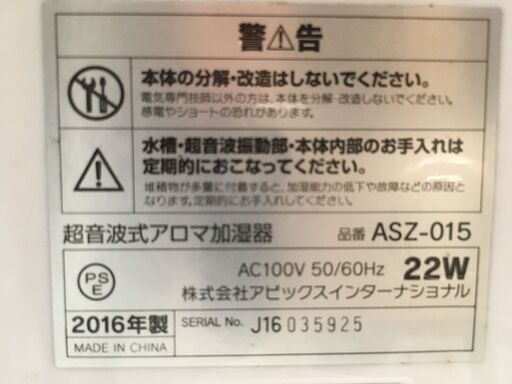 警⚠告
本体の分解・改造はしないでください。
電気専門技師以外の方は、本体を分解・改造しないでください。
感電やショートの恐れがあります。
水槽・超音波振動部・本体内部のお手入れは
定期的におこなってください。
堆積物が多量に付着すると、加湿能力の低下や故障などの原因と
なります。定期的にお手入れしてください。
超音波式アロマ加湿器 品番 ASZ-015
PS
E
AC100V 50/60Hz 22W
株式会社アピックスインターナショナル
2016年製 SERIAL No. J16 035925
MADE IN CHINA